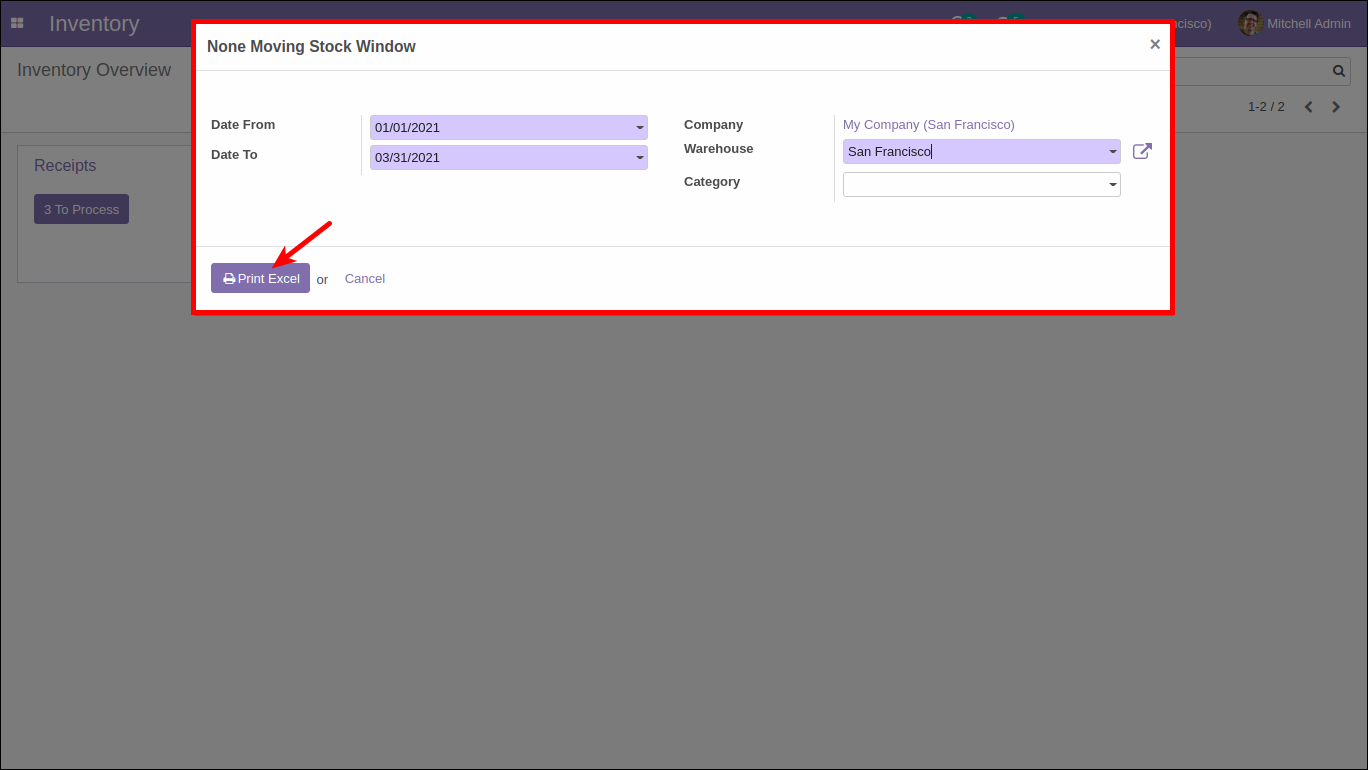 Inventory
ncisco)
Mitchell Admin
Inventory Overview
1-2 / 2
Receipts
3 To Process
None Moving Stock Window
×
Date From
01/01/2021
Date To
03/31/2021
Company
My Company (San Francisco)
Warehouse
San Francisco
Category
Print Excel or Cancel